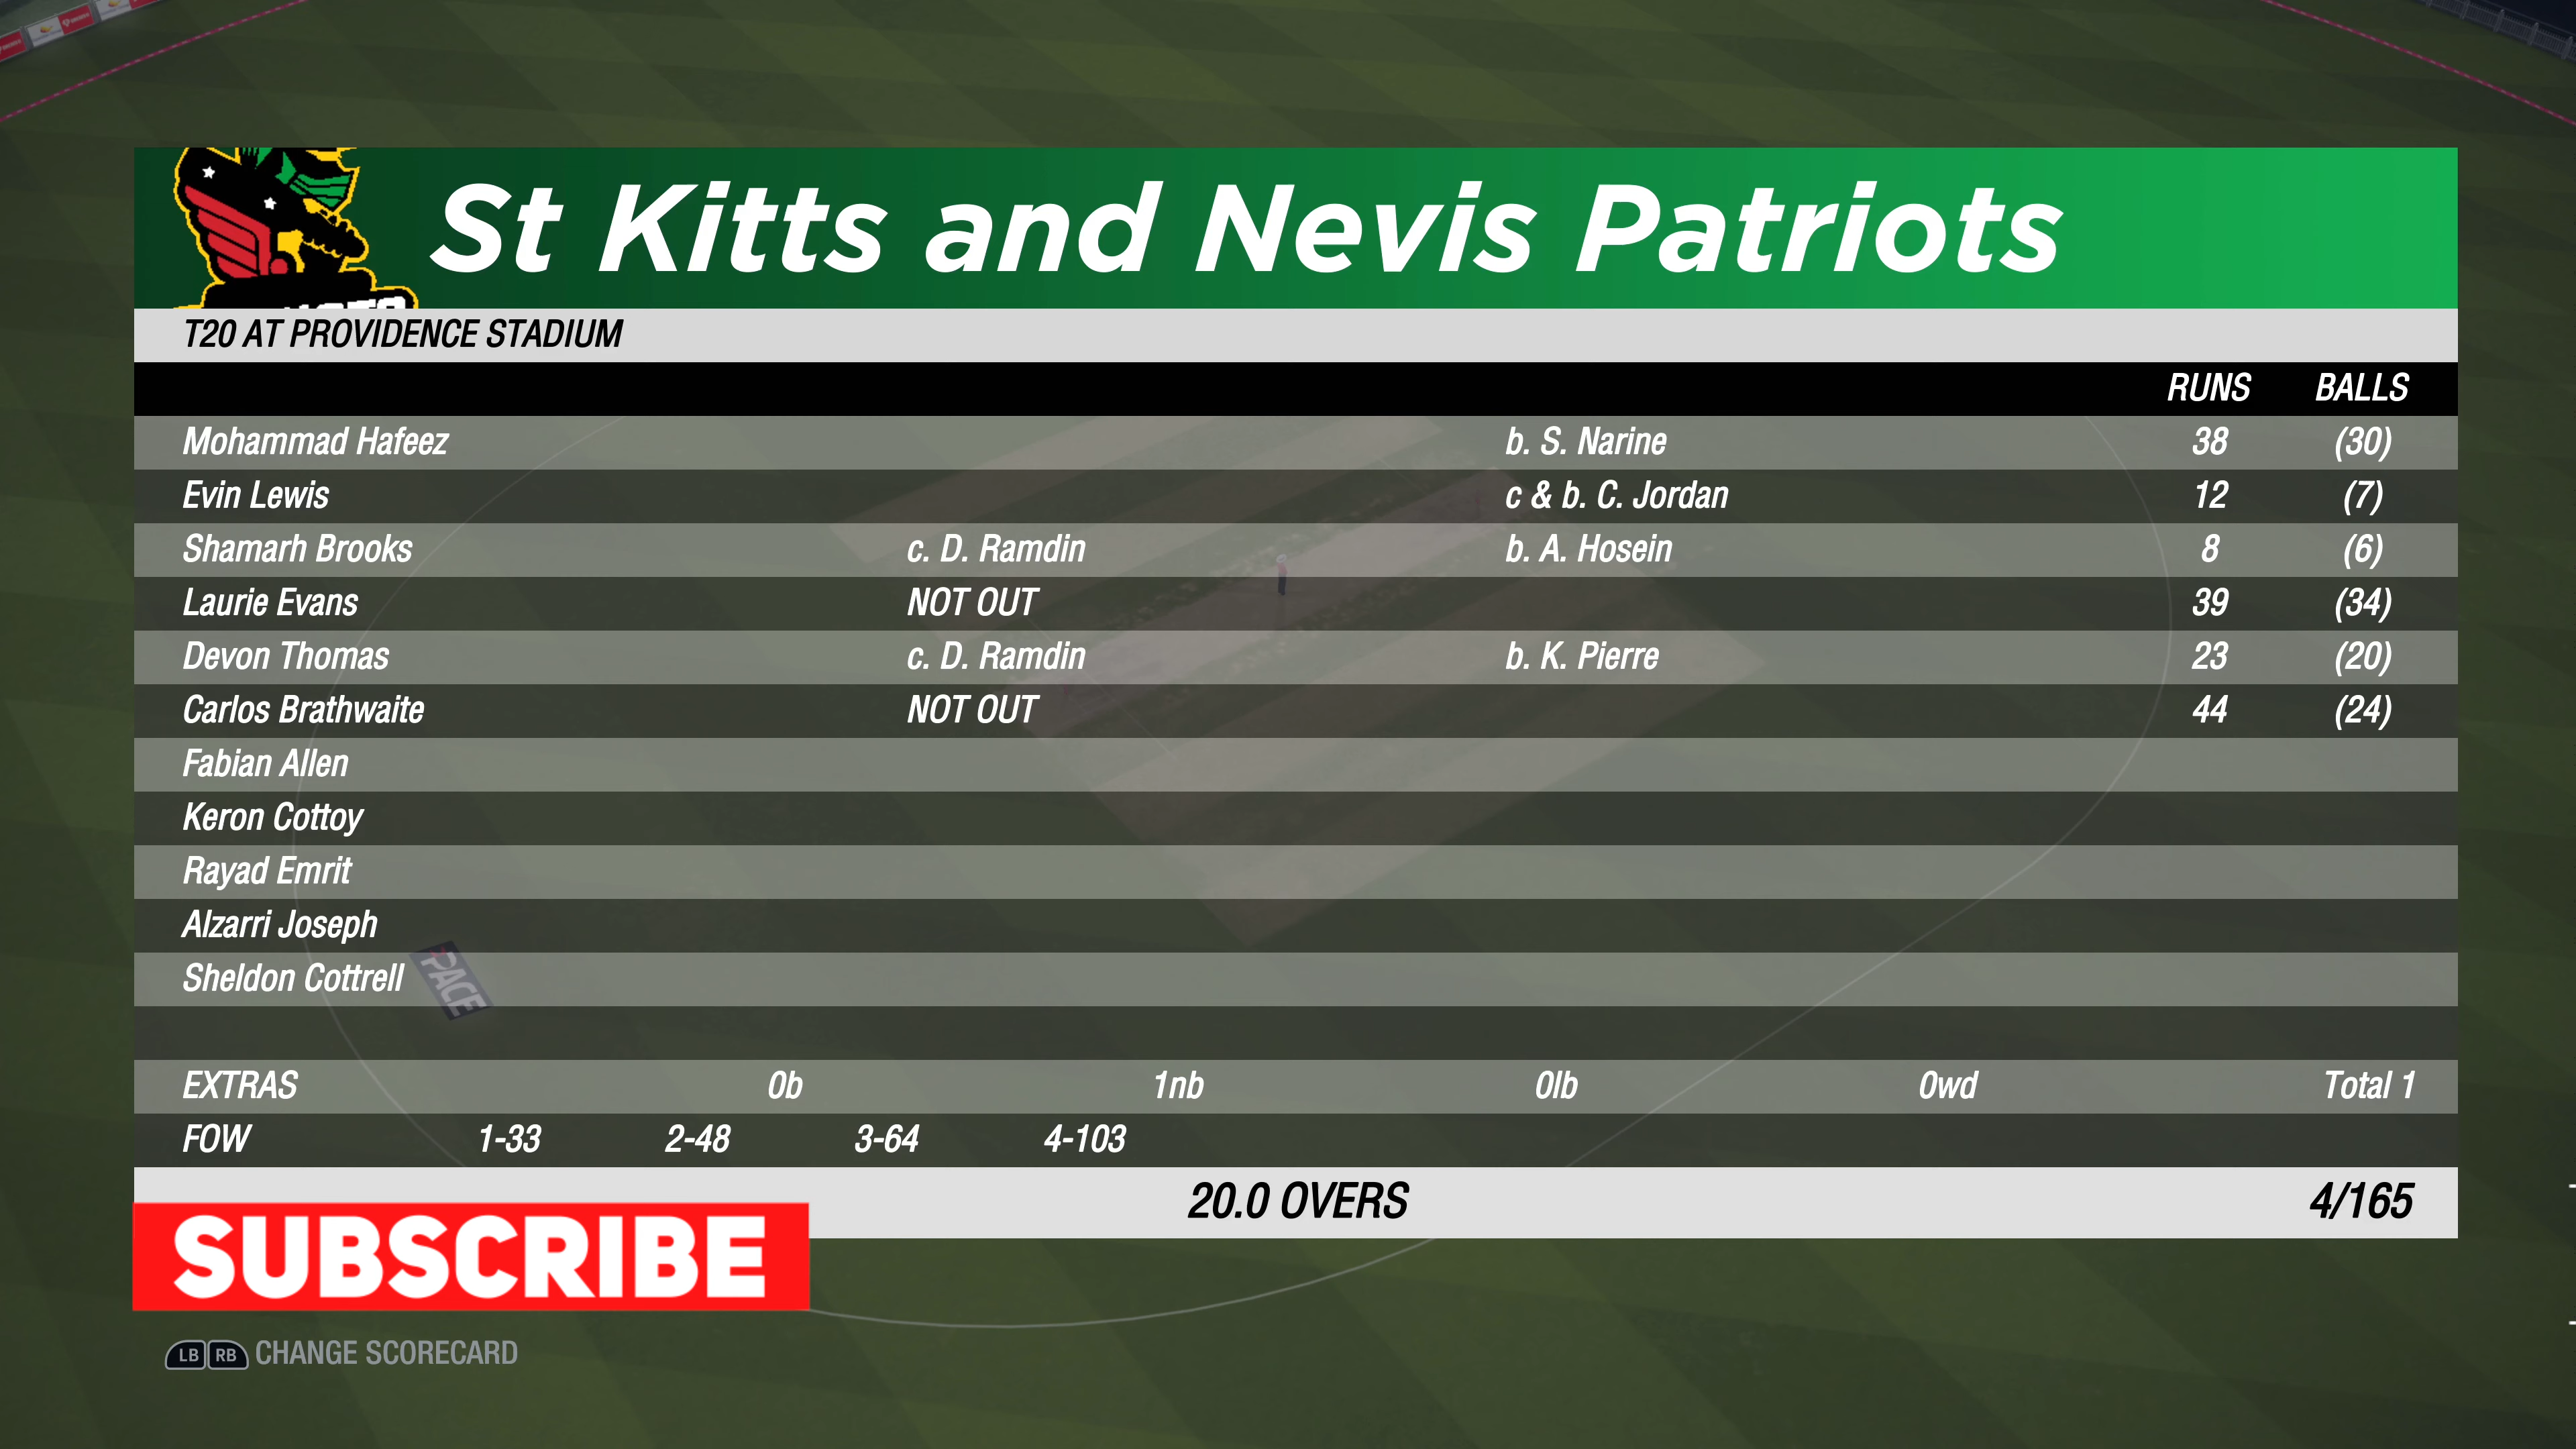 St Kitts and Nevis Patriots
T20 AT PROVIDENCE STADIUM
RUNS BALLS
Mohammad Hafeez b. S. Narine 38 (30)
Evin Lewis c & b. C. Jordan 12 (7)
Shamarh Brooks c. D. Ramdin b. A. Hosein 8 (6)
Laurie Evans NOT OUT 39 (34)
Devon Thomas c. D. Ramdin b. K. Pierre 23 (20)
Carlos Brathwaite NOT OUT 44 (24)
Fabian Allen
Keron Cottoy
Rayad Emrit
Alzarri Joseph
Sheldon Cottrell
PACE
EXTRAS 0b 1nb 0lb 0wd Total 1
FOW 1-33 2-48 3-64 4-103
20.0 OVERS 4/165
SUBSCRIBE
LB RB CHANGE SCORECARD